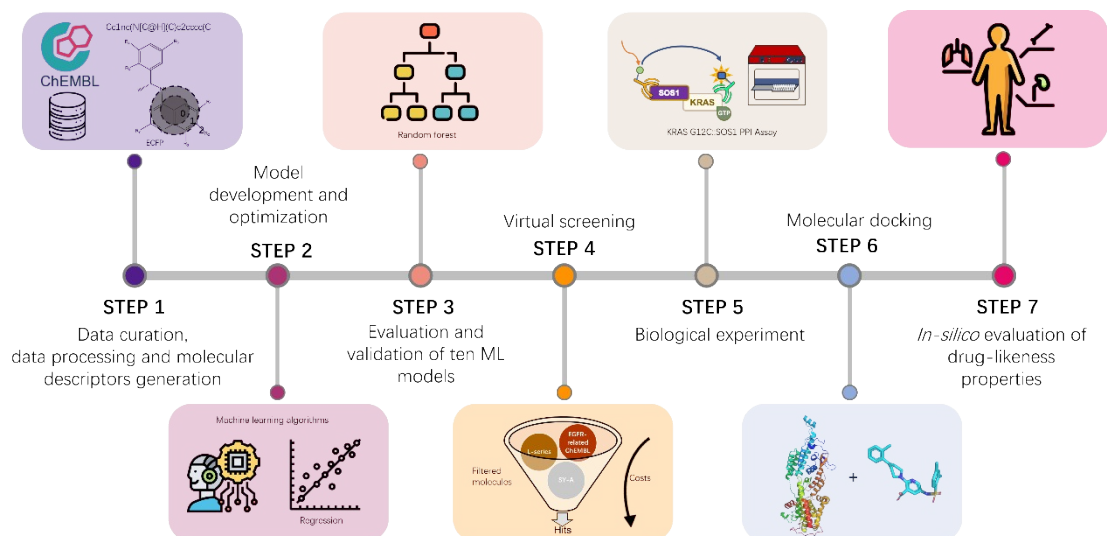 Cc1nc(N[C@H](C)c2cccc(C
ChEMBL
ECFP
Random forest
SOS1
KRAS
GTP
KRAS G12C: SOS1 PPI Assay
Model
development and
optimization
STEP 2
Virtual screening
STEP 4
Molecular docking
STEP 6
STEP 1
Data curation,
data processing and molecular
descriptors generation
STEP 3
Evaluation and
validation of ten ML
models
STEP 5
Biological experiment
STEP 7
In-silico evaluation of
drug-likeness
properties
Machine learning algorithms
Regression
Filtered
molecules
L-series
EGFR-
related
ChEMBL
SY-A
Costs
Hits
+